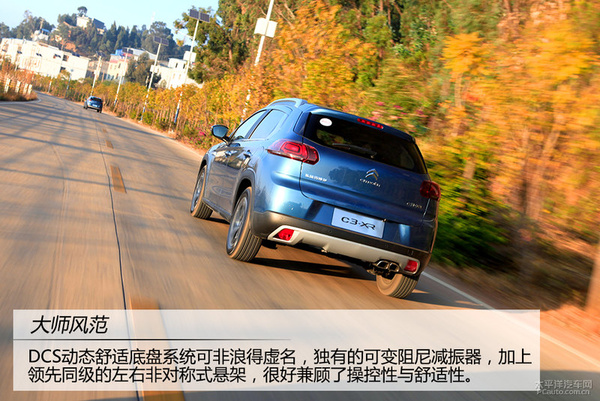 CITROËN
C3-XR
大师风范
DCS动态舒适底盘系统可非浪得虚名，独有的可变阻尼减振器，加上
领先同级的左右非对称式悬架，很好兼顾了操控性与舒适性。
太平洋汽车网
PCauto.com.cn